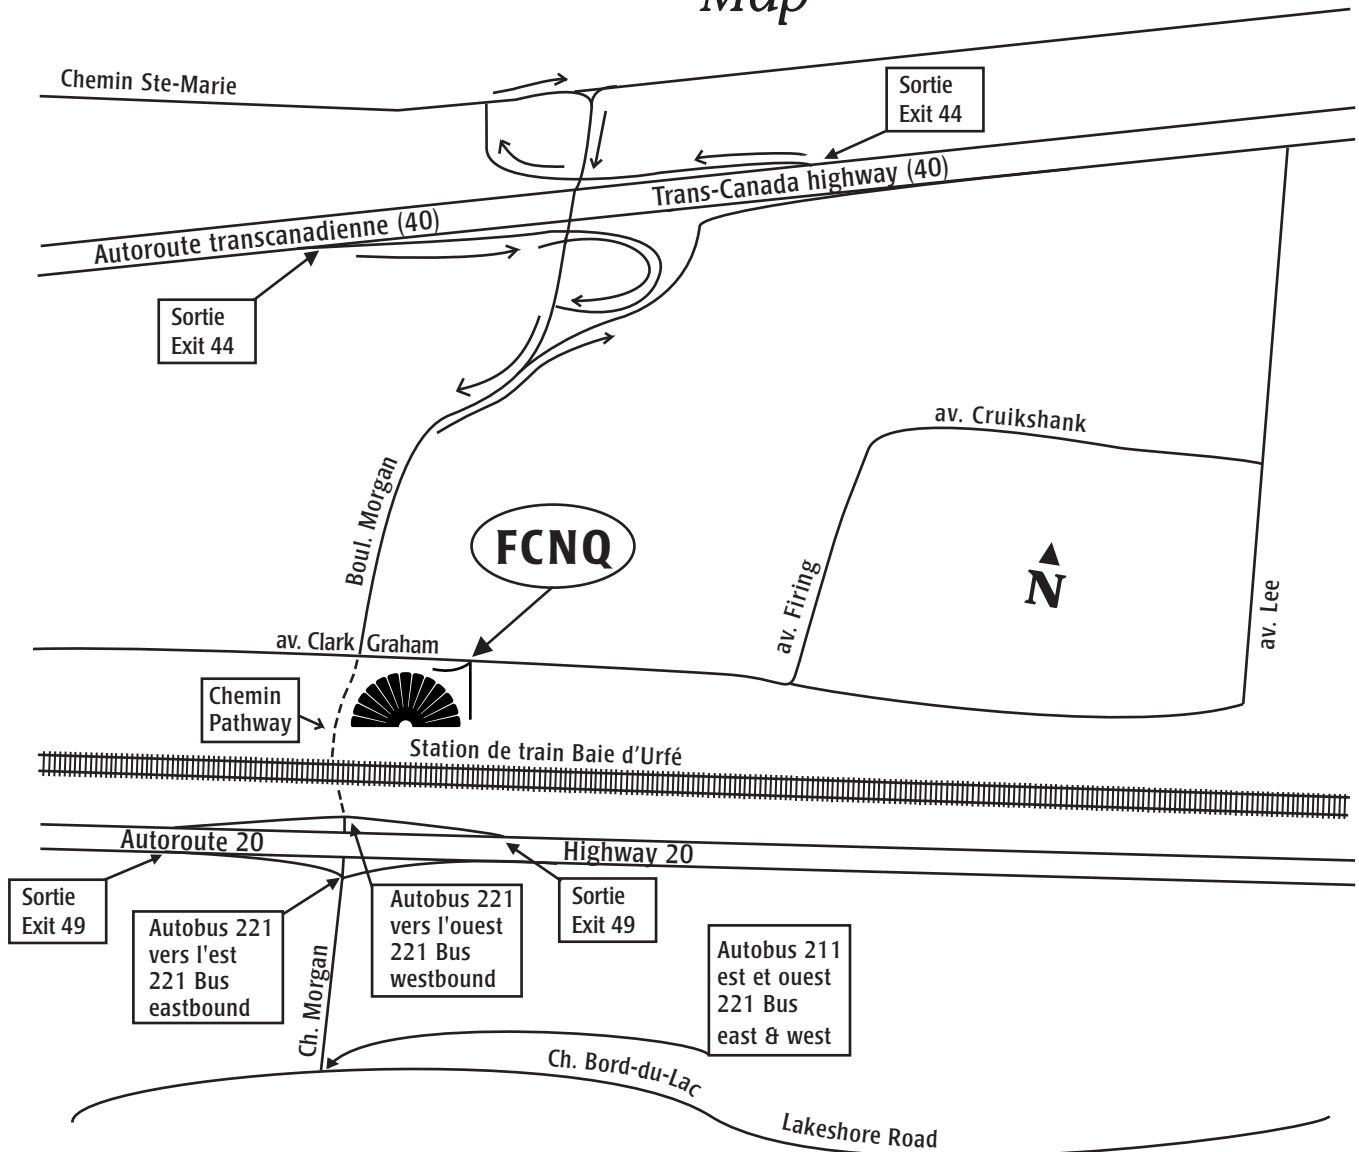 Map
Chemin Ste-Marie
Sortie
Exit 44
Trans-Canada highway (40)
Autoroute transcanadienne (40)
Sortie
Exit 44
av. Cruikshank
Boul. Morgan
FCNQ
N
av. Firing
av. Lee
av. Clark Graham
Chemin
Pathway
Station de train Baie d'Urfé
Autoroute 20
Highway 20
Sortie
Exit 49
Autobus 221
vers l'est
221 Bus
eastbound
Autobus 221
vers l'ouest
221 Bus
westbound
Sortie
Exit 49
Autobus 211
est et ouest
221 Bus
east & west
Ch. Morgan
Ch. Bord-du-Lac
Lakeshore Road